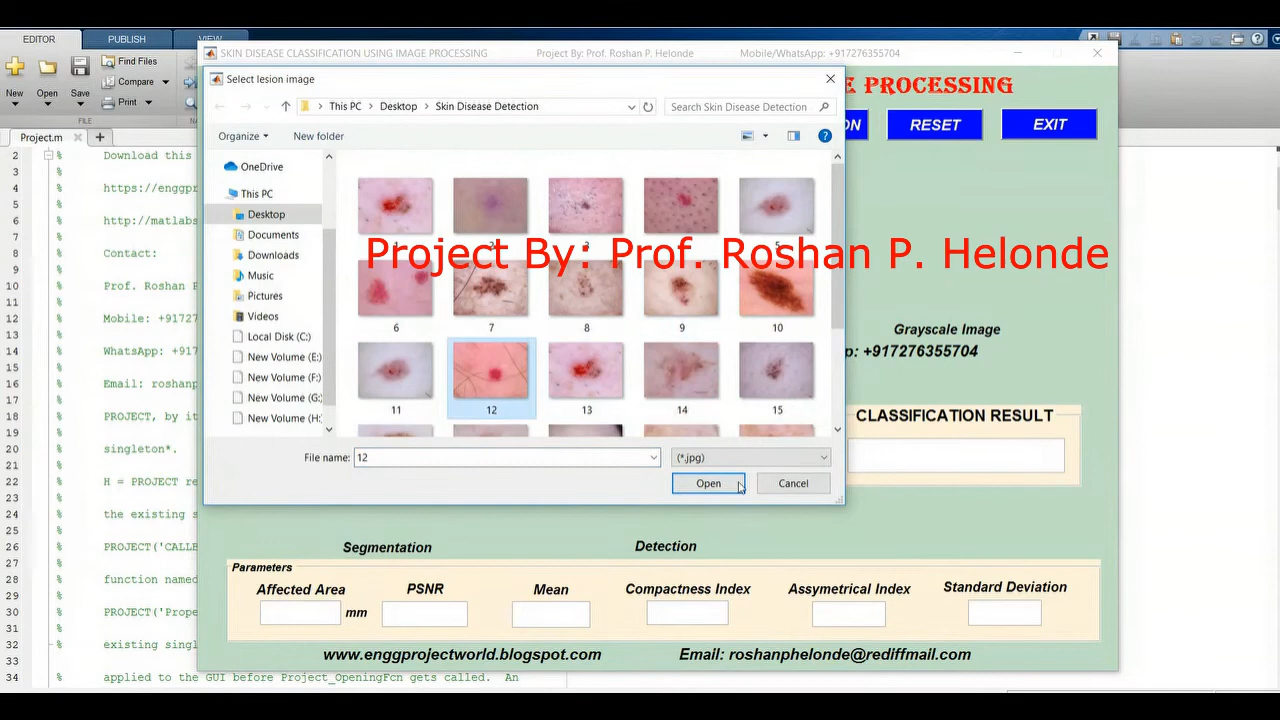 EDITOR
PUBLISH
VIEW
New
Open
Save
Find Files
Compare
Print
FILE
Project.m
SKIN DISEASE CLASSIFICATION USING IMAGE PROCESSING
Project By: Prof. Roshan P. Helonde
Mobile/WhatsApp: +917276355704
E PROCESSING
ON
RESET
EXIT
Select lesion image
This PC
Desktop
Skin Disease Detection
Search Skin Disease Detection
Organize
New folder
OneDrive
This PC
Desktop
Documents
Downloads
Music
Pictures
Videos
Local Disk (C:)
New Volume (E:)
New Volume (F:)
New Volume (G:
New Volume (H:
Project By: Prof. Roshan P. Helonde
6
7
8
9
10
11
12
13
14
15
File name:
12
(*.jpg)
Open
Cancel
2 % Download this
3
4 % https://enggpr
5
6 % http://matlabs
7
8 % Contact:
9
10 % Prof. Roshan P
11
12 % Mobile: +91727
13
14 % WhatsApp: +917
15
16 % Email: roshanp
17
18 % PROJECT, by it
19
20 % singleton*.
21
22 % H = PROJECT re
23
24 % the existing s
25
26 % PROJECT('CALLE
27
28 % function named
29
30 % PROJECT('Prope
31
32 % existing singl
33
34 % applied to the GUI before Project_OpeningFcn gets called. An
Grayscale Image
p: +917276355704
CLASSIFICATION RESULT
Segmentation
Detection
Parameters
Affected Area
mm
PSNR
Mean
Compactness Index
Assymetrical Index
Standard Deviation
www.enggprojectworld.blogspot.com
Email: roshanphelonde@rediffmail.com